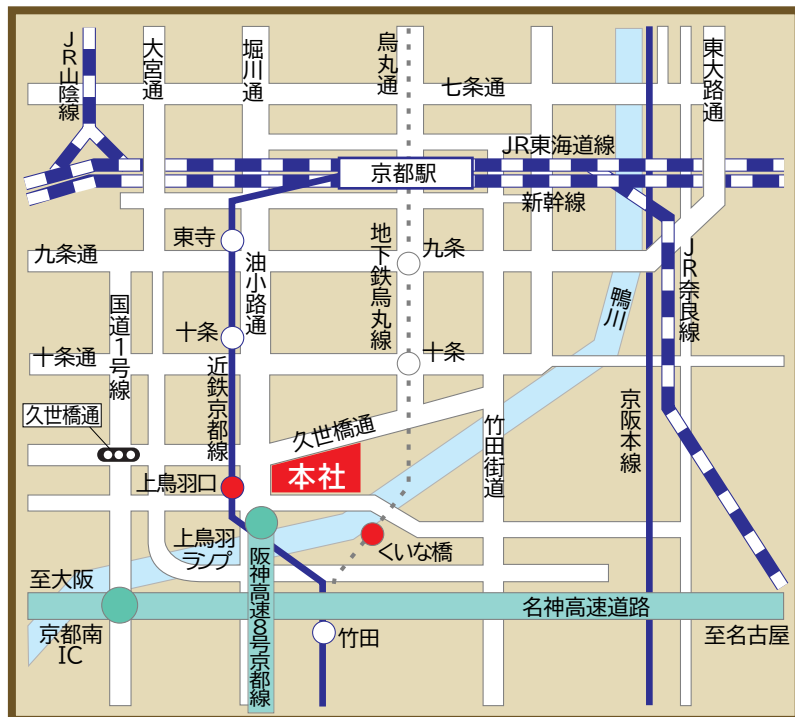 JR山陰線
大宮通
堀川通
烏丸通
七条通
東大路通
JR東海道線
京都駅
新幹線
東寺
九条
九条通
油小路通
地下鉄烏丸線
鴨川
JR奈良線
国道1号線
十条
十条
十条通
近鉄京都線
久世橋通
久世橋通
竹田街道
京阪本線
本社
上鳥羽口
上鳥羽
ランプ
くいな橋
阪神高速8号京都線
至大阪
名神高速道路
京都南
IC
竹田
至名古屋